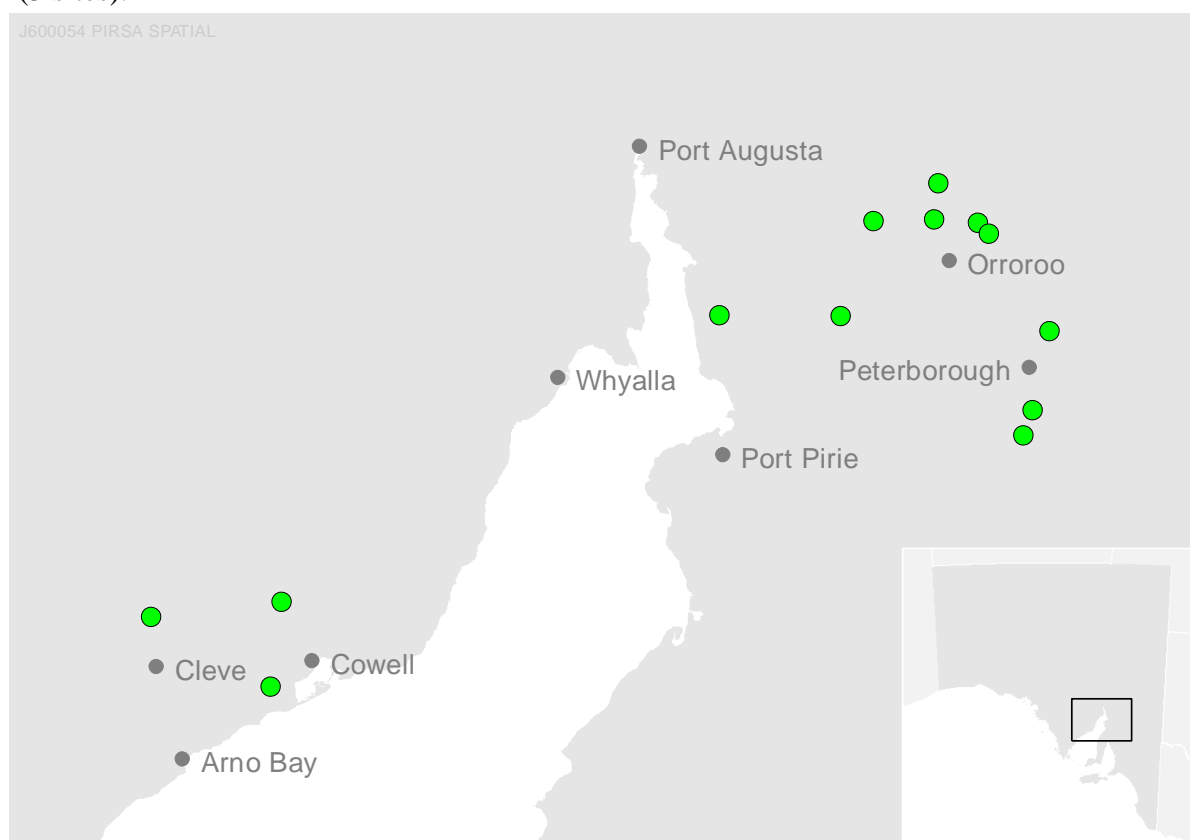 J600054 PIRSA SPATIAL
Port Augusta
Orroroo
Whyalla
Peterborough
Port Pirie
Cleve
Cowell
Arno Bay